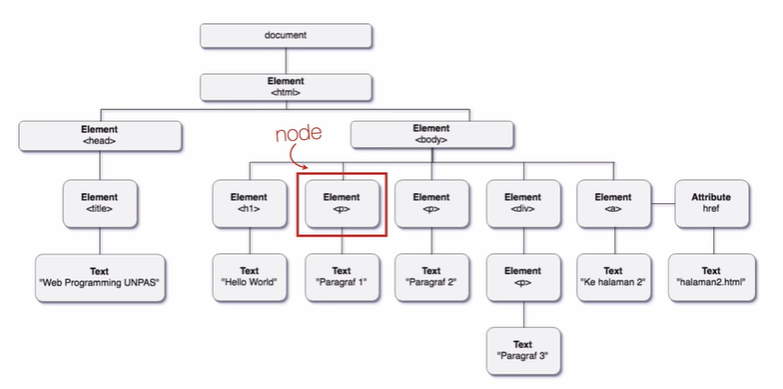 document
Element
<html>
node
Element
<head>
Element
<body>
Element
<title>
Element
<h1>
Element
<p>
Element
<p>
Element
<div>
Element
<a>
Attribute
href
Text
"Web Programming UNPAS"
Text
"Hello World"
Text
"Paragraf 1"
Text
"Paragraf 2"
Element
<p>
Text
"Ke halaman 2"
Text
"halaman2.html"
Text
"Paragraf 3"